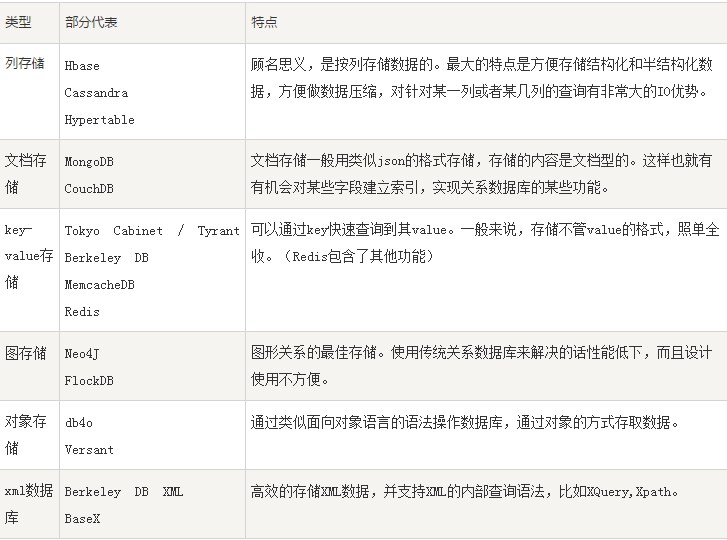 类型 部分代表 特点
列存储 Hbase 顾名思义，是按列存储数据的。最大的特点是方便存储结构化和半结构化数
Cassandra 据，方便做数据压缩，对针对某一列或者某几列的查询有非常大的IO优势。
Hypertable
文档存 MongoDB 文档存储一般用类似json的格式存储，存储的内容是文档型的。这样也就有
储 CouchDB 有机会对某些字段建立索引，实现关系数据库的某些功能。
key- Tokyo Cabinet / Tyrant 可以通过key快速查询到其value。一般来说，存储不管value的格式，照单全
value存 Berkeley DB 收。（Redis包含了其他功能）
储 MemcacheDB
Redis
图存储 Neo4J 图形关系的最佳存储。使用传统关系数据库来解决的话性能低下，而且设计
FlockDB 使用不方便。
对象存 db4o 通过类似面向对象语言的语法操作数据库，通过对象的方式存取数据。
储 Versant
xml数据 Berkeley DB XML 高效的存储XML数据，并支持XML的内部查询语法，比如XQuery,Xpath。
库 BaseX